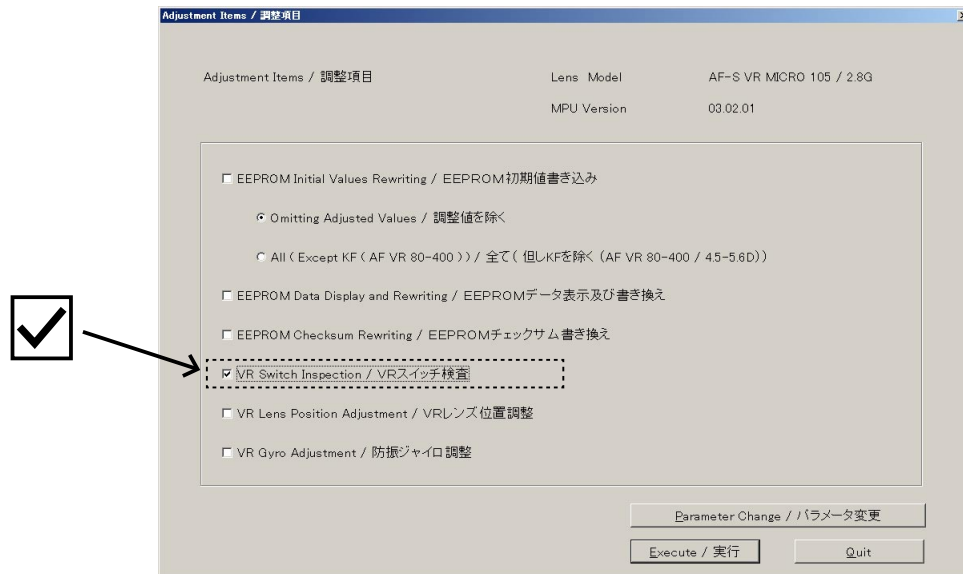 Adjustment Items / 調整項目
Adjustment Items / 調整項目
Lens Model AF-S VR MICRO 105 / 2.8G
MPU Version 03.02.01
EEPROM Initial Values Rewriting / EEPROM初期値書き込み
Omitting Adjusted Values / 調整値を除く
All ( Except KF ( AF VR 80-400 ) ) / 全て( 但しKFを除く (AF VR 80-400 / 4.5-5.6D))
EEPROM Data Display and Rewriting / EEPROMデータ表示及び書き換え
EEPROM Checksum Rewriting / EEPROMチェックサム書き換え
VR Switch Inspection / VRスイッチ検査
VR Lens Position Adjustment / VRレンズ位置調整
VR Gyro Adjustment / 防振ジャイロ調整
Parameter Change / パラメータ変更
Execute / 実行
Quit